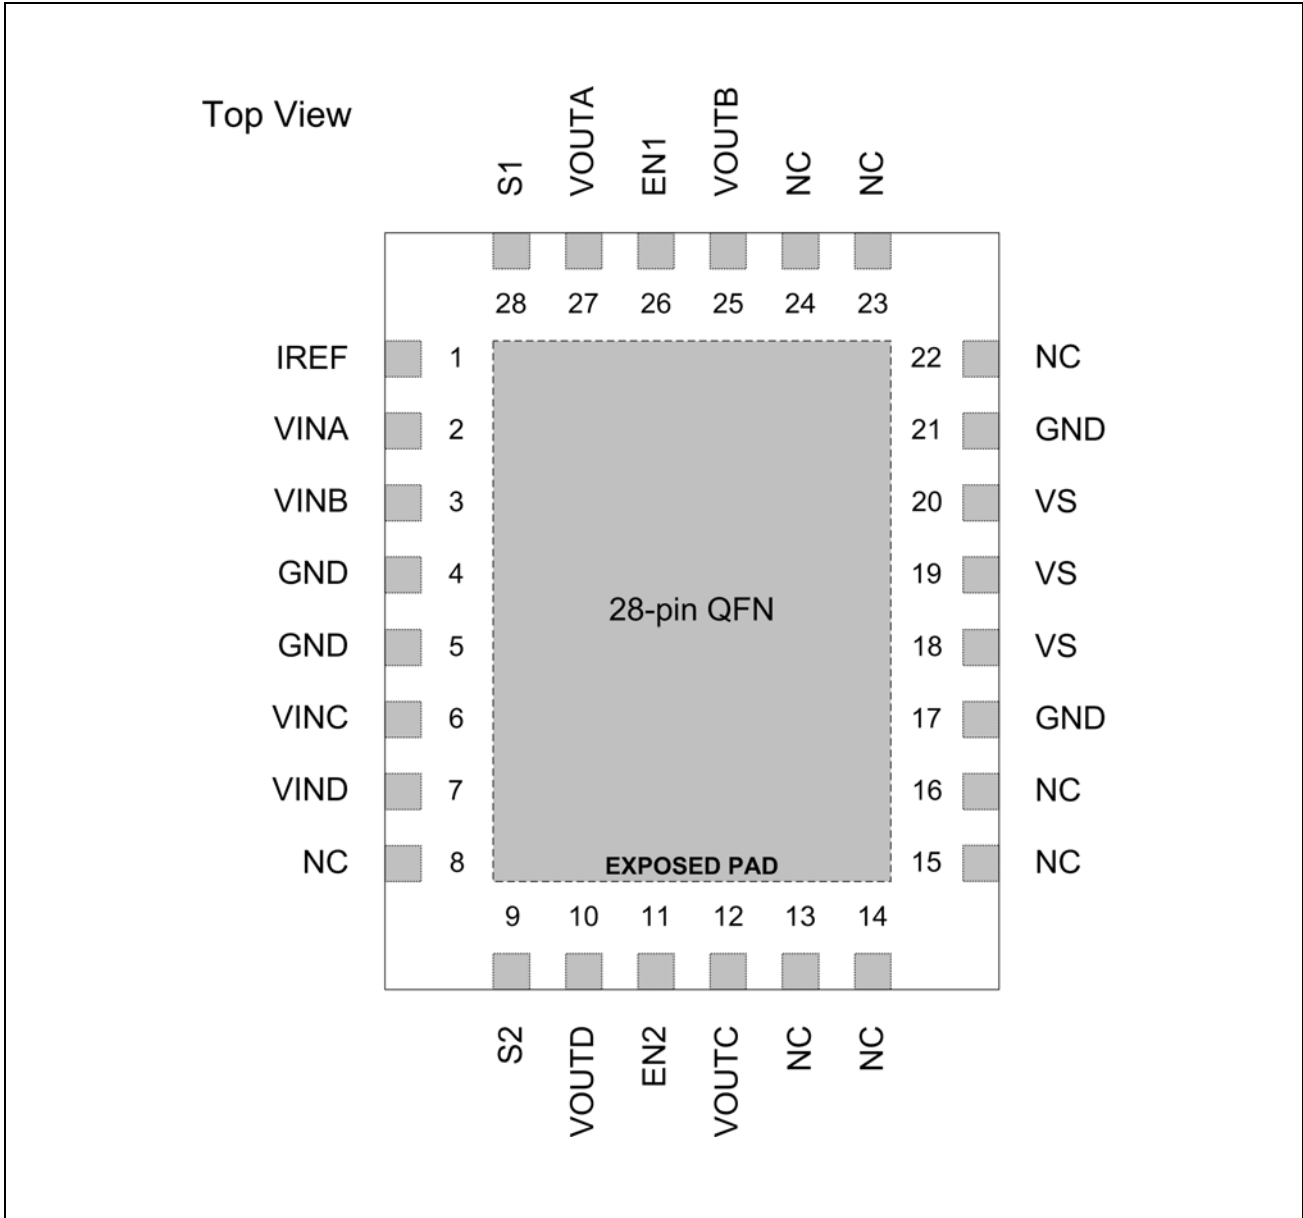 Top View
S1
VOUTA
EN1
VOUTB
NC
NC
28 27 26 25 24 23
IREF 1 22 NC
VINA 2 21 GND
VINB 3 20 VS
GND 4 19 VS
28-pin QFN
GND 5 18 VS
VINC 6 17 GND
VIND 7 16 NC
NC 8 15 NC
EXPOSED PAD
9 10 11 12 13 14
S2
VOUTD
EN2
VOUTC
NC
NC